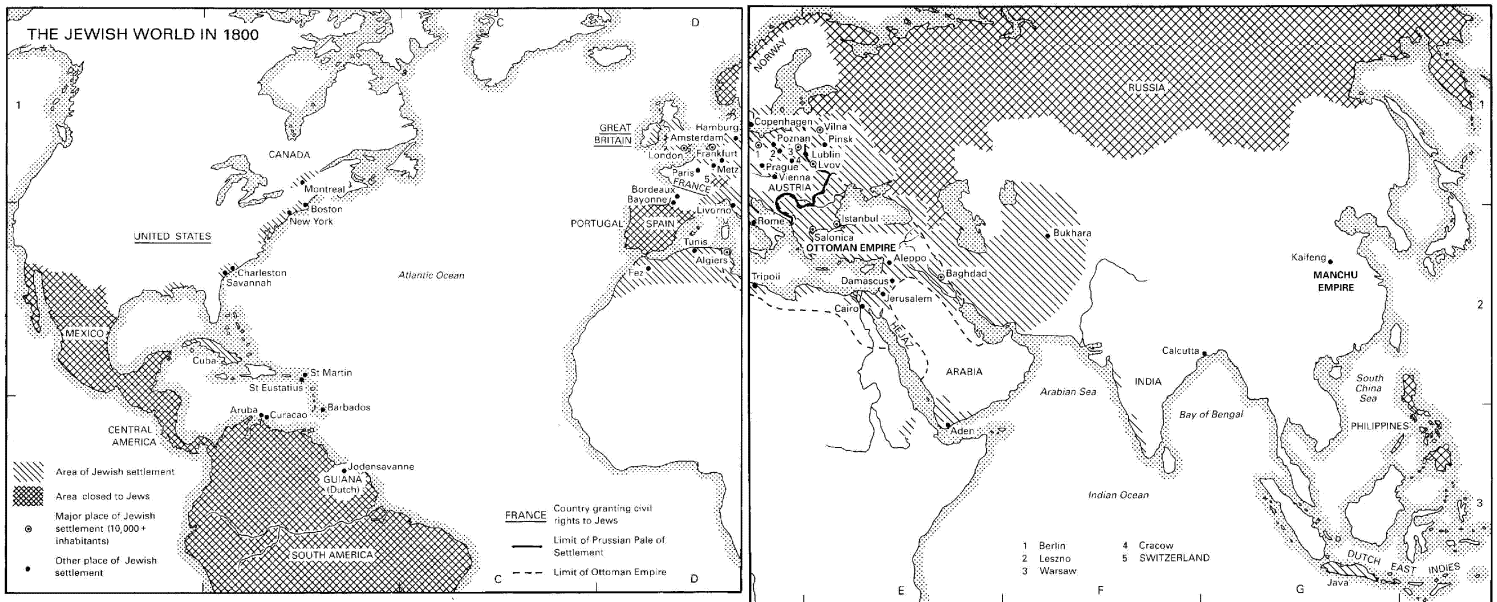 THE JEWISH WORLD IN 1800
C
D
1
CANADA
Montreal
Boston
New York
UNITED STATES
Charleston
Savannah
MEXICO
Cuba
St Martin
St Eustatius
Barbados
Aruba
Curacao
CENTRAL
AMERICA
Jodensavanne
GUIANA
(Dutch)
SOUTH AMERICA
Atlantic Ocean
GREAT
BRITAIN
Hamburg
Amsterdam
London
Frankfurt
Paris
Metz
5
FRANCE
Bordeaux
Bayonne
Livorno
PORTUGAL
SPAIN
Tunis
Algiers
Fez
Area of Jewish settlement
Area closed to Jews
Major place of Jewish
settlement (10,000 +
inhabitants)
Other place of Jewish
settlement
FRANCE
Country granting civil
rights to Jews
Limit of Prussian Pale of
Settlement
Limit of Ottoman Empire
C
D
NORWAY
RUSSIA
1
Copenhagen
Vilna
Poznan
Pinsk
1
2
3
4
Lublin
Lvov
Prague
Vienna
AUSTRIA
Rome
Istanbul
Salonica
OTTOMAN EMPIRE
Bukhara
Aleppo
Baghdad
Tripoli
Damascus
Jerusalem
Cairo
HEJAZ
ARABIA
Aden
Kaifeng
MANCHU
EMPIRE
2
Calcutta
INDIA
Arabian Sea
Bay of Bengal
South
China
Sea
PHILIPPINES
Indian Ocean
3
1 Berlin
2 Leszno
3 Warsaw
4 Cracow
5 SWITZERLAND
DUTCH EAST INDIES
Java
E
F
G